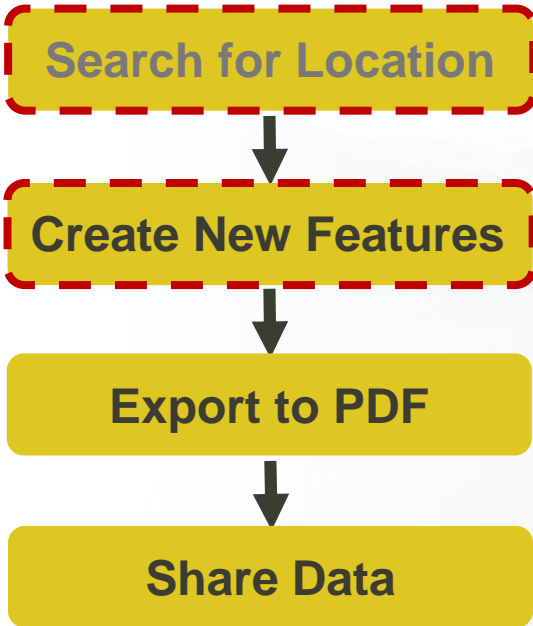 Search for Location
Create New Features
Export to PDF
Share Data